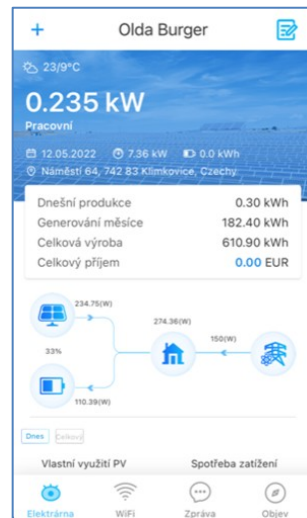 + Olda Burger
23/9°C
0.235 kW
Pracovní
12.05.2022 7.36 kW 0.0 kWh
Náměstí 64, 742 83 Klimkovice, Czechy
Dnešní produkce 0.30 kWh
Generování měsíce 182.40 kWh
Celková výroba 610.90 kWh
Celkový příjem 0.00 EUR
234.75(W)
274.36(W)
150(W)
33%
110.39(W)
Dnes Celkový
Vlastní využití PV Spotřeba zatížení
Elektrárna WiFi Zpráva Objev